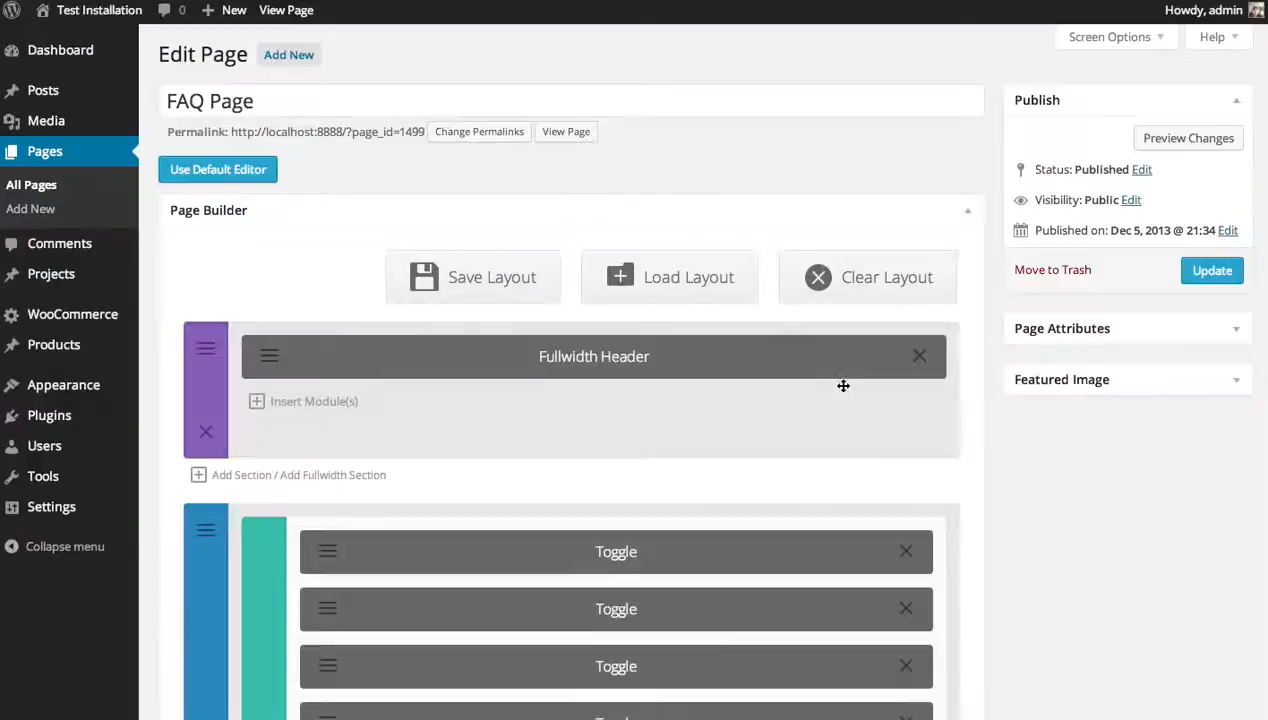 Test Installation 0 New View Page Howdy, admin
Dashboard
Posts
Media
Pages
All Pages
Add New
Comments
Projects
WooCommerce
Products
Appearance
Plugins
Users
Tools
Settings
Collapse menu
Screen Options Help
Edit Page Add New
FAQ Page
Permalink: http://localhost:8888/?page_id=1499 Change Permalinks View Page
Use Default Editor
Page Builder
Save Layout Load Layout Clear Layout
Fullwidth Header
Insert Module(s)
Add Section / Add Fullwidth Section
Toggle
Toggle
Toggle
Publish
Preview Changes
Status: Published Edit
Visibility: Public Edit
Published on: Dec 5, 2013 @ 21:34 Edit
Move to Trash Update
Page Attributes
Featured Image